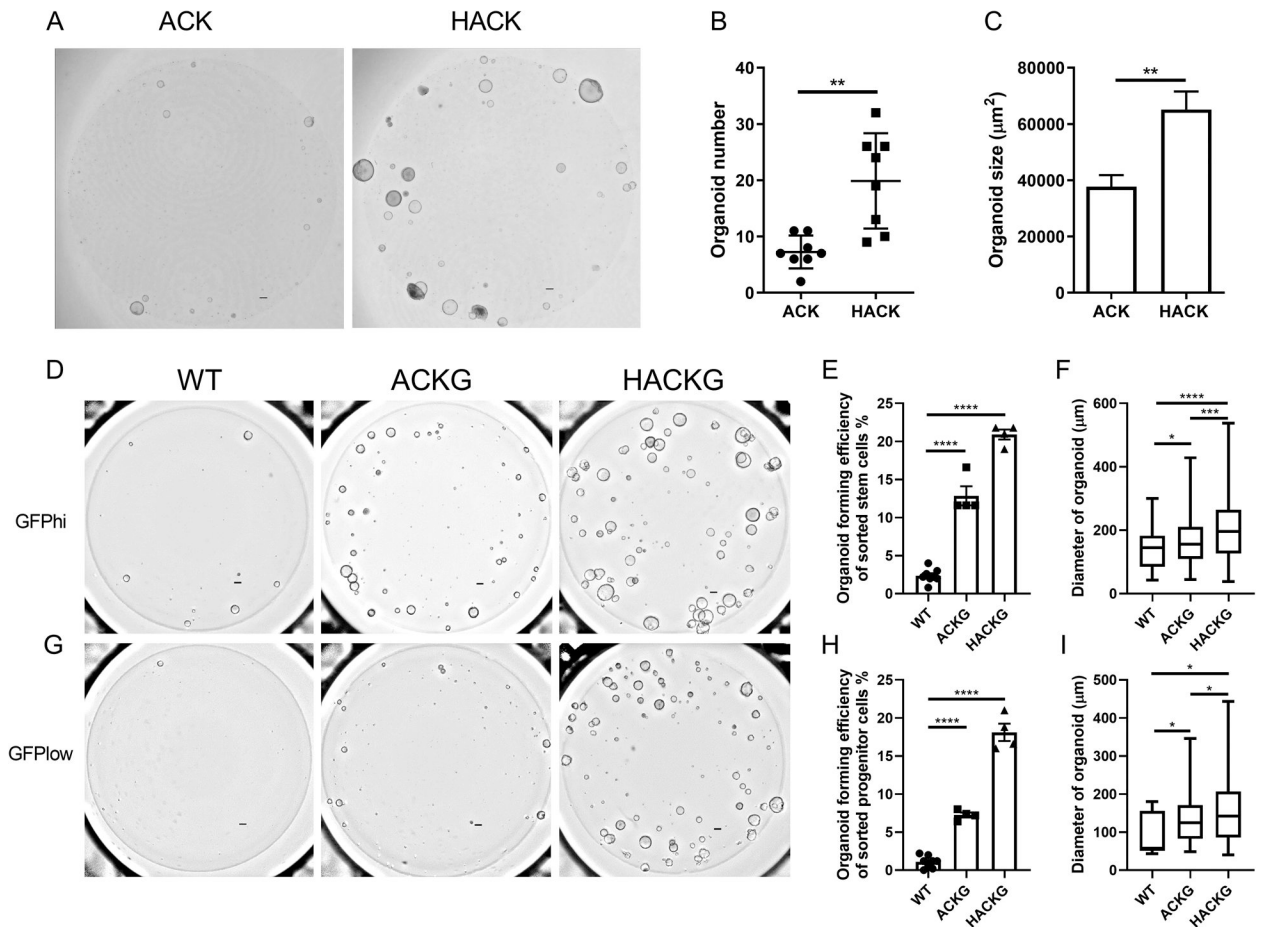 A
ACK
HACK
B
Organoid number
40
30
20
10
0
**
ACK
HACK
C
Organoid size (μm²)
80000
60000
40000
20000
0
**
ACK
HACK
D
WT
ACKG
HACKG
GFPhi
E
Organoid forming efficiency
of sorted stem cells %
25
20
15
10
5
0
****
****
WT
ACKG
HACKG
F
Diameter of organoid (μm)
600
400
200
0
****
***
*
WT
ACKG
HACKG
G
GFPlow
H
Organoid forming efficiency
of sorted progenitor cells %
25
20
15
10
5
0
****
****
WT
ACKG
HACKG
I
Diameter of organoid (μm)
500
400
300
200
100
0
*
*
*
WT
ACKG
HACKG